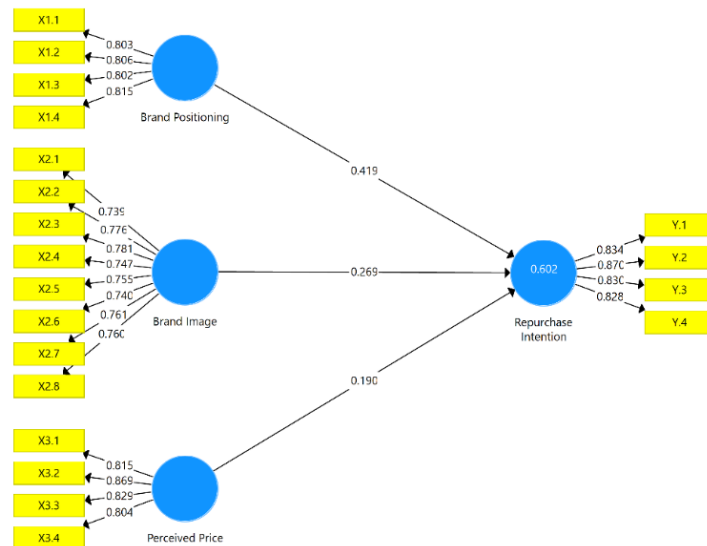 X1.1
X1.2
X1.3
X1.4
0.803
0.806
0.802
0.815
Brand Positioning
X2.1
X2.2
X2.3
X2.4
X2.5
X2.6
X2.7
X2.8
0.739
0.776
0.781
0.747
0.755
0.740
0.761
0.760
Brand Image
X3.1
X3.2
X3.3
X3.4
0.815
0.869
0.829
0.804
Perceived Price
0.419
0.269
0.190
0.602
Repurchase
Intention
0.834
0.870
0.830
0.828
Y.1
Y.2
Y.3
Y.4